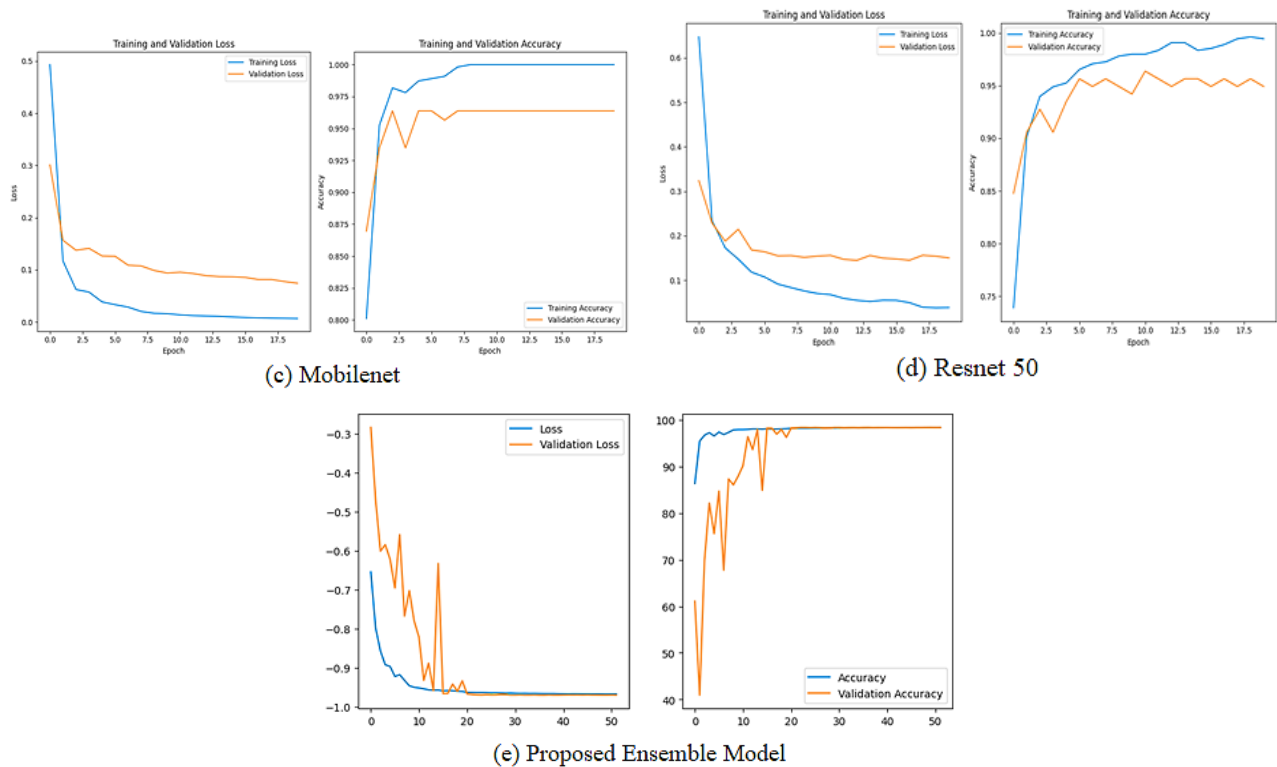 Training and Validation Loss
Training Loss
Validation Loss
0.5
0.4
0.3
0.2
0.1
0.0
Loss
0.0 2.5 5.0 7.5 10.0 12.5 15.0 17.5
Epoch
Training and Validation Accuracy
1.000
0.975
0.950
0.925
0.900
0.875
0.850
0.825
0.800
Accuracy
Training Accuracy
Validation Accuracy
0.0 2.5 5.0 7.5 10.0 12.5 15.0 17.5
Epoch
(c) Mobilenet
Training and Validation Loss
Training Loss
Validation Loss
0.6
0.5
0.4
0.3
0.2
0.1
Loss
0.0 2.5 5.0 7.5 10.0 12.5 15.0 17.5
Epoch
Training and Validation Accuracy
Training Accuracy
Validation Accuracy
1.00
0.95
0.90
0.85
0.80
0.75
Accuracy
0.0 2.5 5.0 7.5 10.0 12.5 15.0 17.5
Epoch
(d) Resnet 50
Loss
Validation Loss
−0.3
−0.4
−0.5
−0.6
−0.7
−0.8
−0.9
−1.0
0 10 20 30 40 50
100
90
80
70
60
50
40
Accuracy
Validation Accuracy
0 10 20 30 40 50
(e) Proposed Ensemble Model